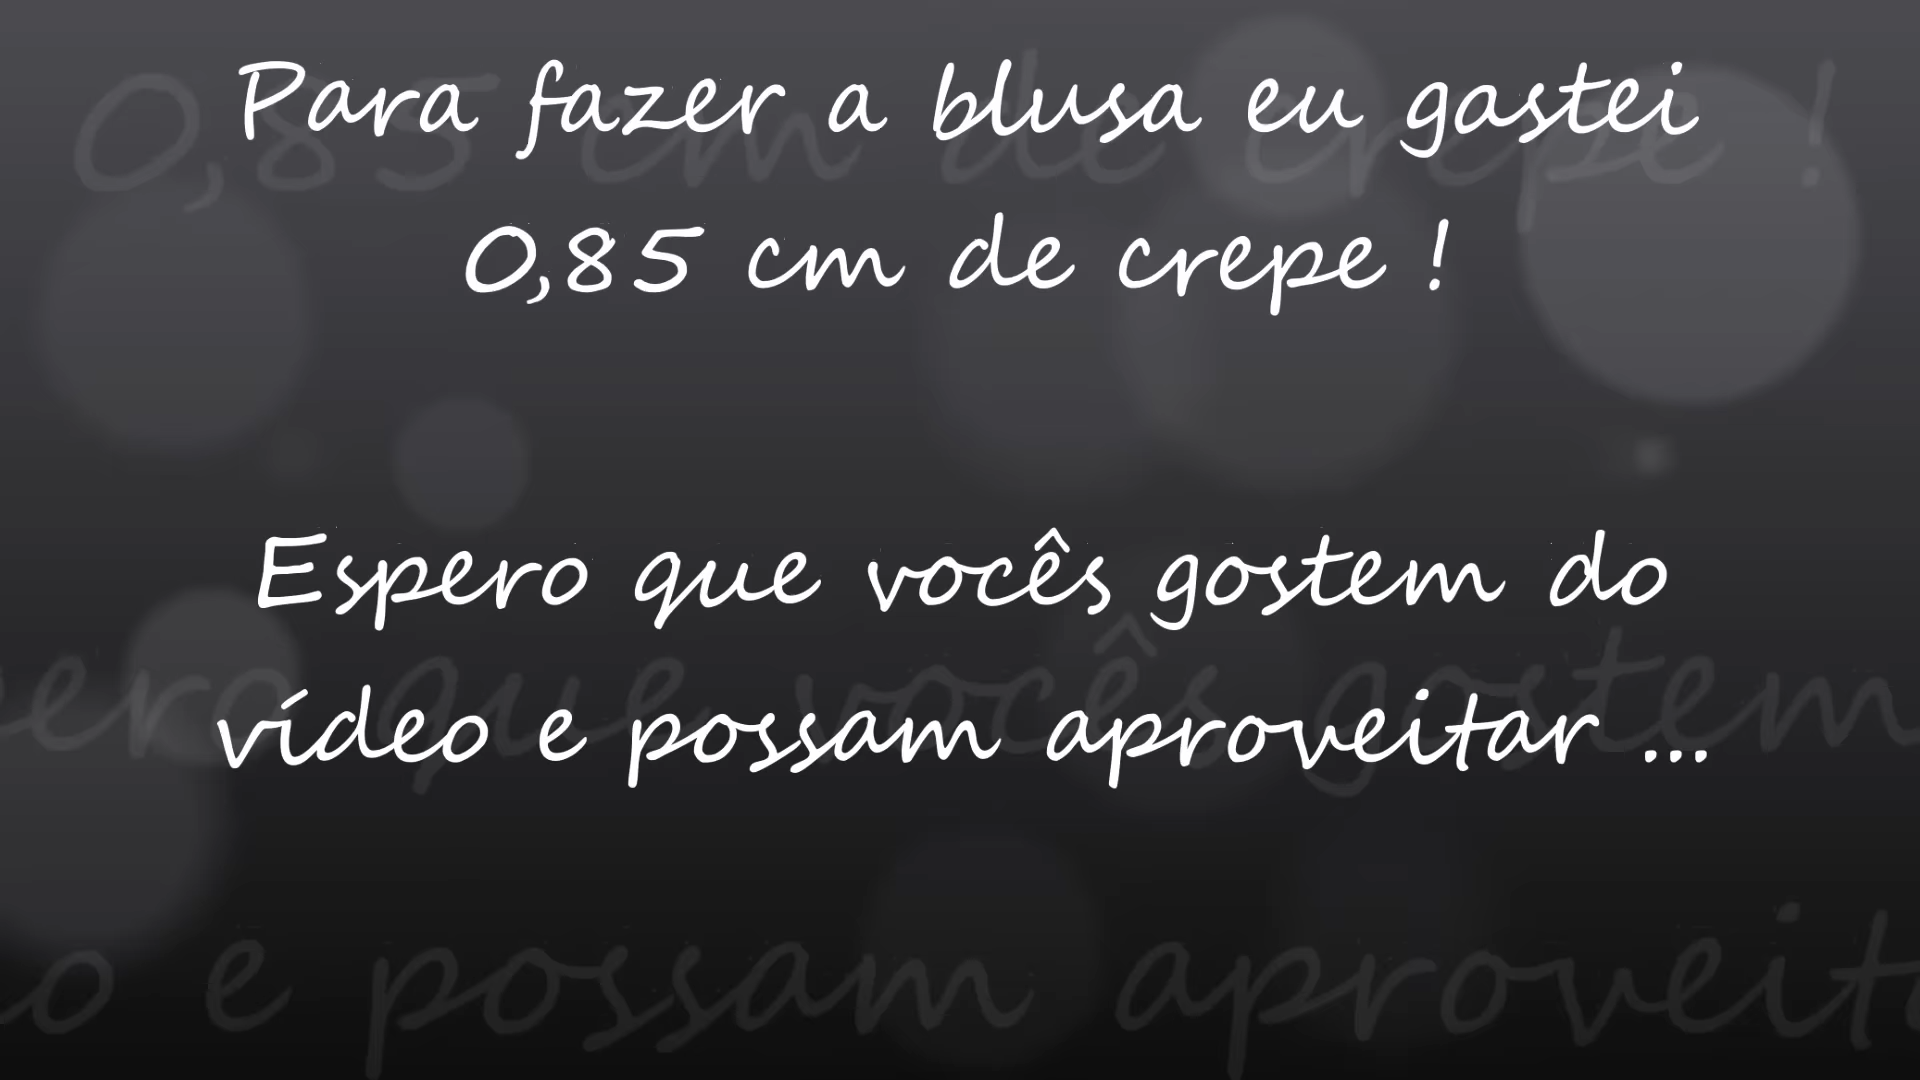 Para fazer a blusa eu gastei
0,85 cm de crepe !
Espero que vocês gostem do
vídeo e possam aproveitar ...